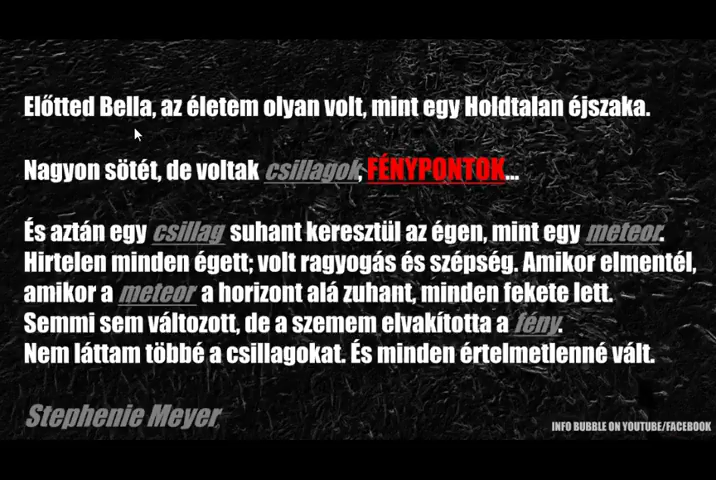 Előtted Bella, az életem olyan volt, mint egy Holdtalan éjszaka.
Nagyon sötét, de voltak csillagok, FÉNYPONTOK...
És aztán egy csillag suhant keresztül az égen, mint egy meteor.
Hirtelen minden égett; volt ragyogás és szépség. Amikor elmentél,
amikor a meteor a horizont alá zuhant, minden fekete lett.
Semmi sem változott, de a szemem elvakította a fény.
Nem láttam többé a csillagokat. És minden értelmetlenné vált.
Stephenie Meyer
INFO BUBBLE ON YOUTUBE/FACEBOOK